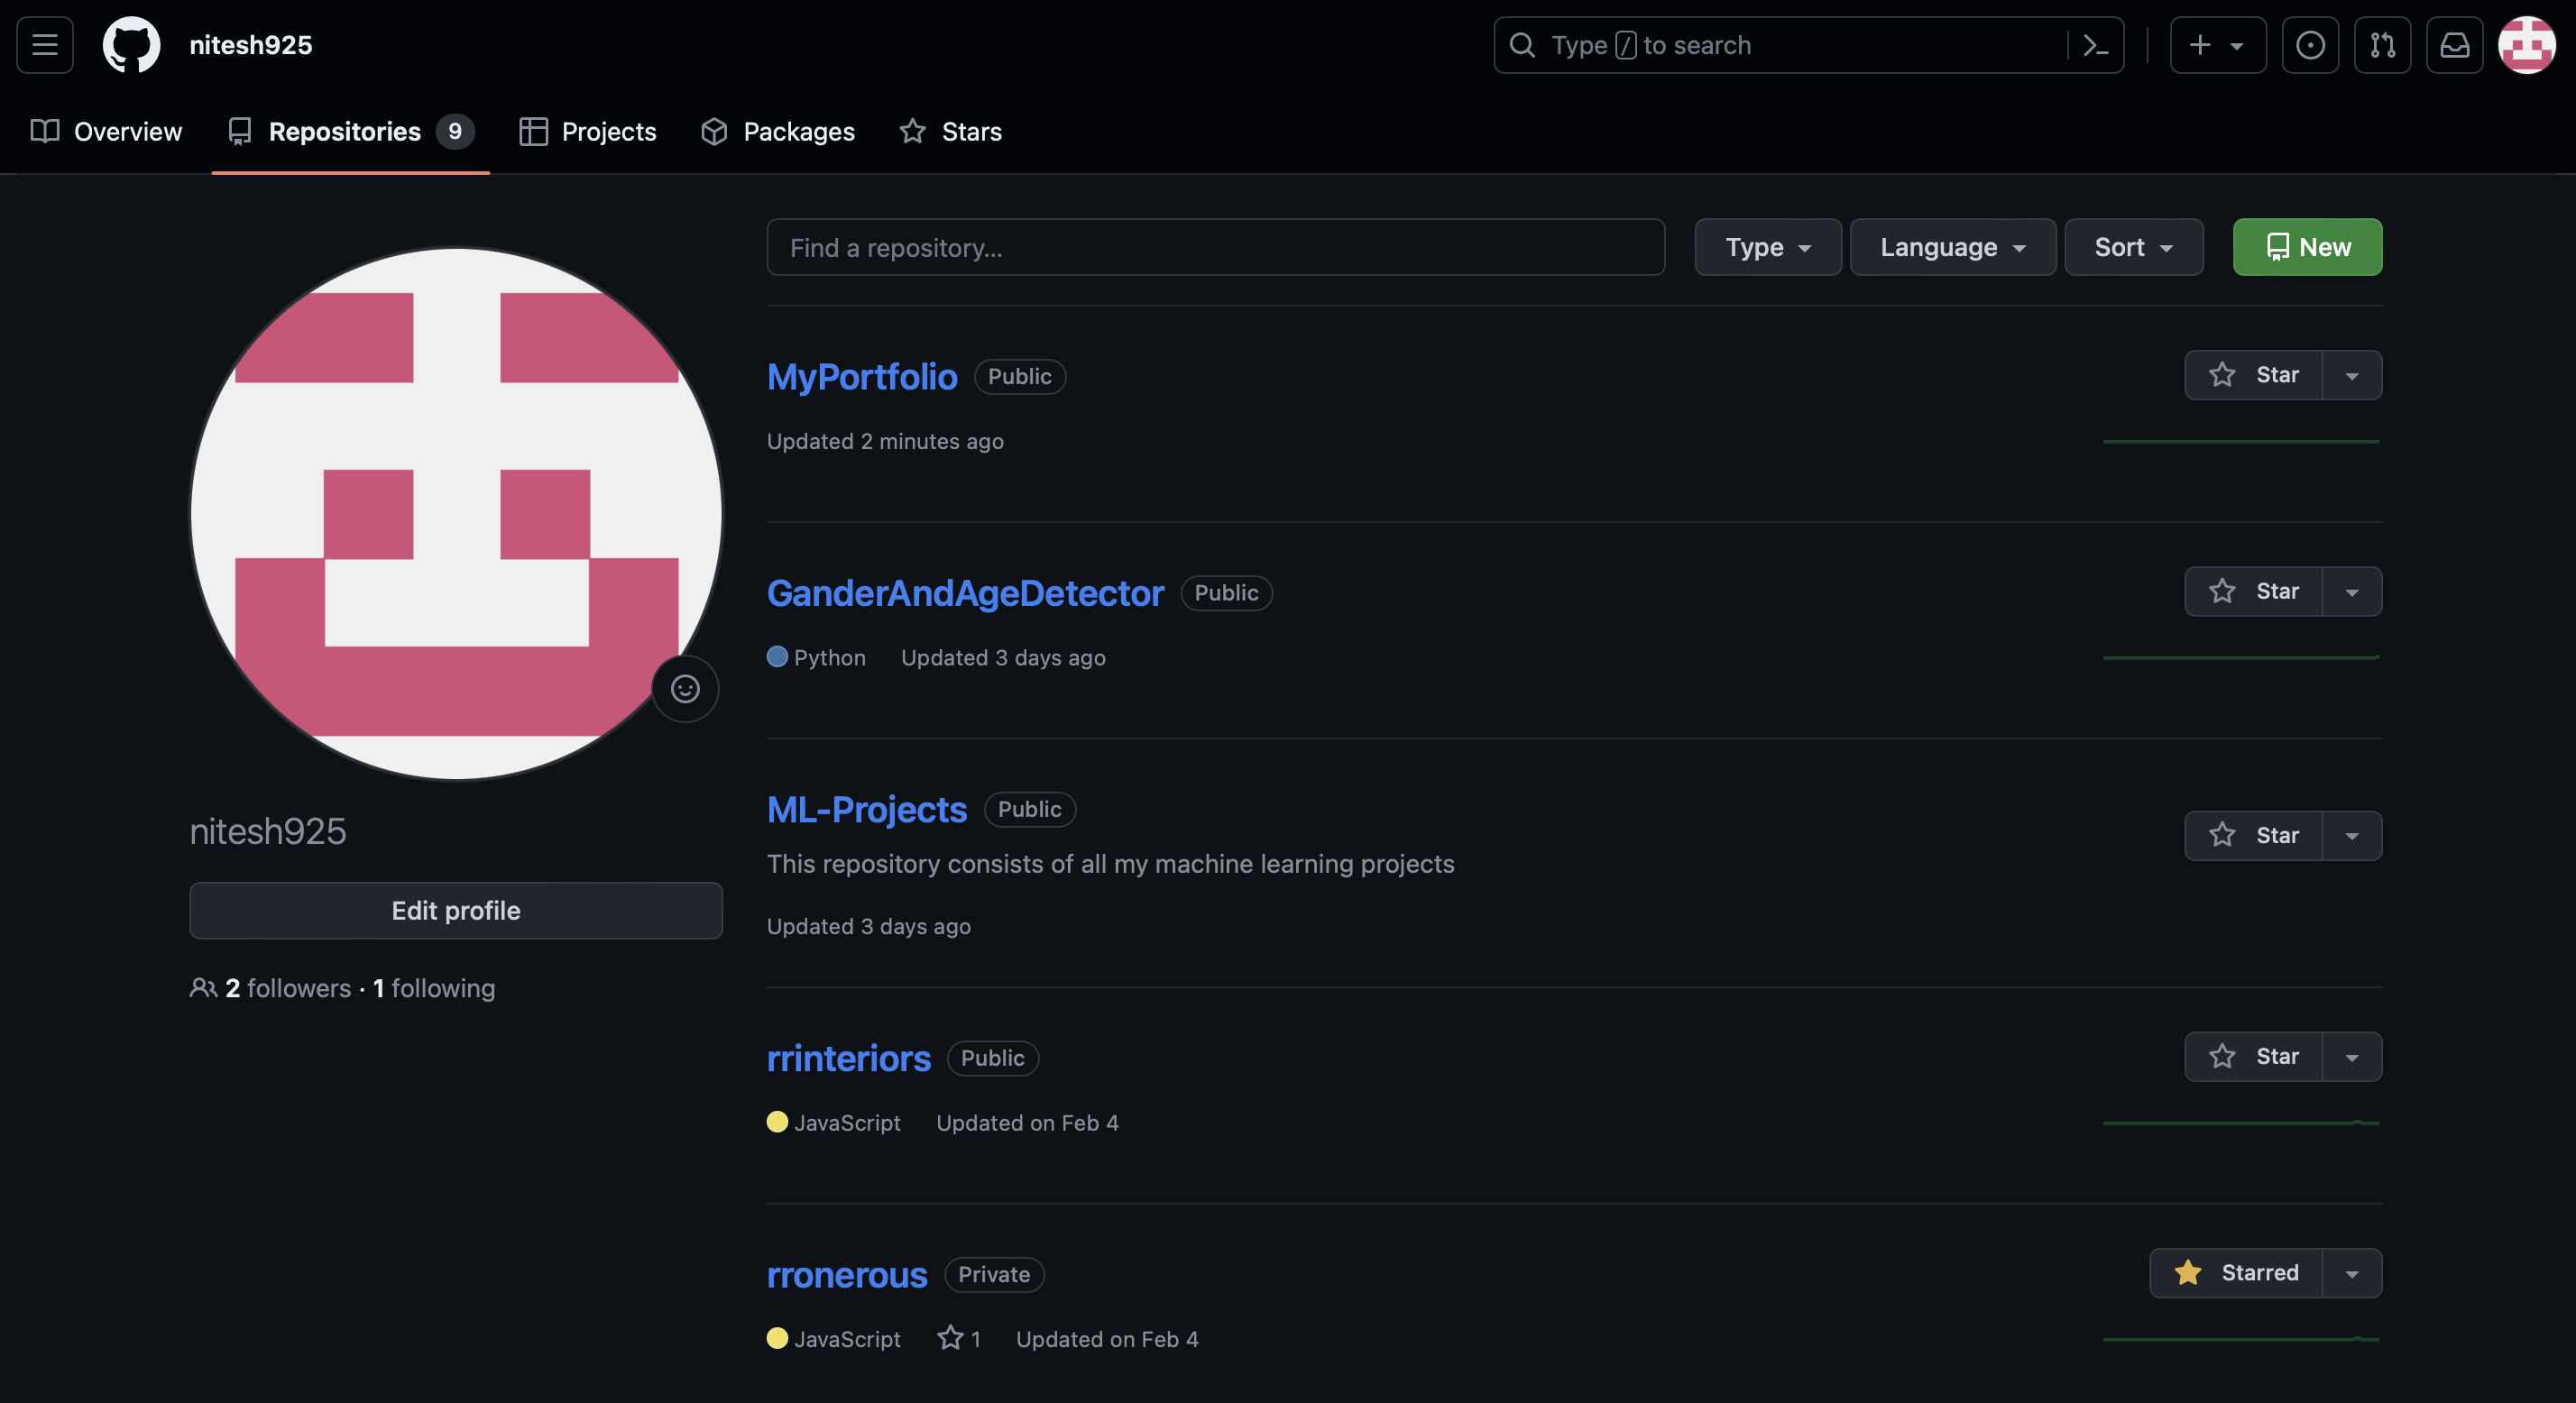 nitesh925
Type / to search
Overview Repositories 9 Projects Packages Stars
Find a repository...
Type Language Sort New
MyPortfolio Public
Star
Updated 2 minutes ago
GanderAndAgeDetector Public
Star
Python Updated 3 days ago
ML-Projects Public
Star
This repository consists of all my machine learning projects
Updated 3 days ago
rrinteriors Public
Star
JavaScript Updated on Feb 4
rronerous Private
Starred
JavaScript 1 Updated on Feb 4
nitesh925
Edit profile
2 followers · 1 following